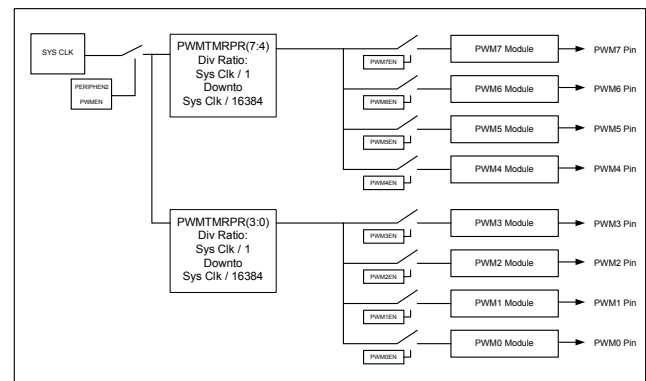 SYS CLK
PERIPHEN2
PWMEN
PWMTMRPR(7:4)
Div Ratio:
Sys Clk / 1
Downto
Sys Clk / 16384
PWM7EN
PWM7 Module
PWM7 Pin
PWM6EN
PWM6 Module
PWM6 Pin
PWM5EN
PWM5 Module
PWM5 Pin
PWM4EN
PWM4 Module
PWM4 Pin
PWMTMRPR(3:0)
Div Ratio:
Sys Clk / 1
Downto
Sys Clk / 16384
PWM3EN
PWM3 Module
PWM3 Pin
PWM2EN
PWM2 Module
PWM2 Pin
PWM1EN
PWM1 Module
PWM1 Pin
PWM0EN
PWM0 Module
PWM0 Pin